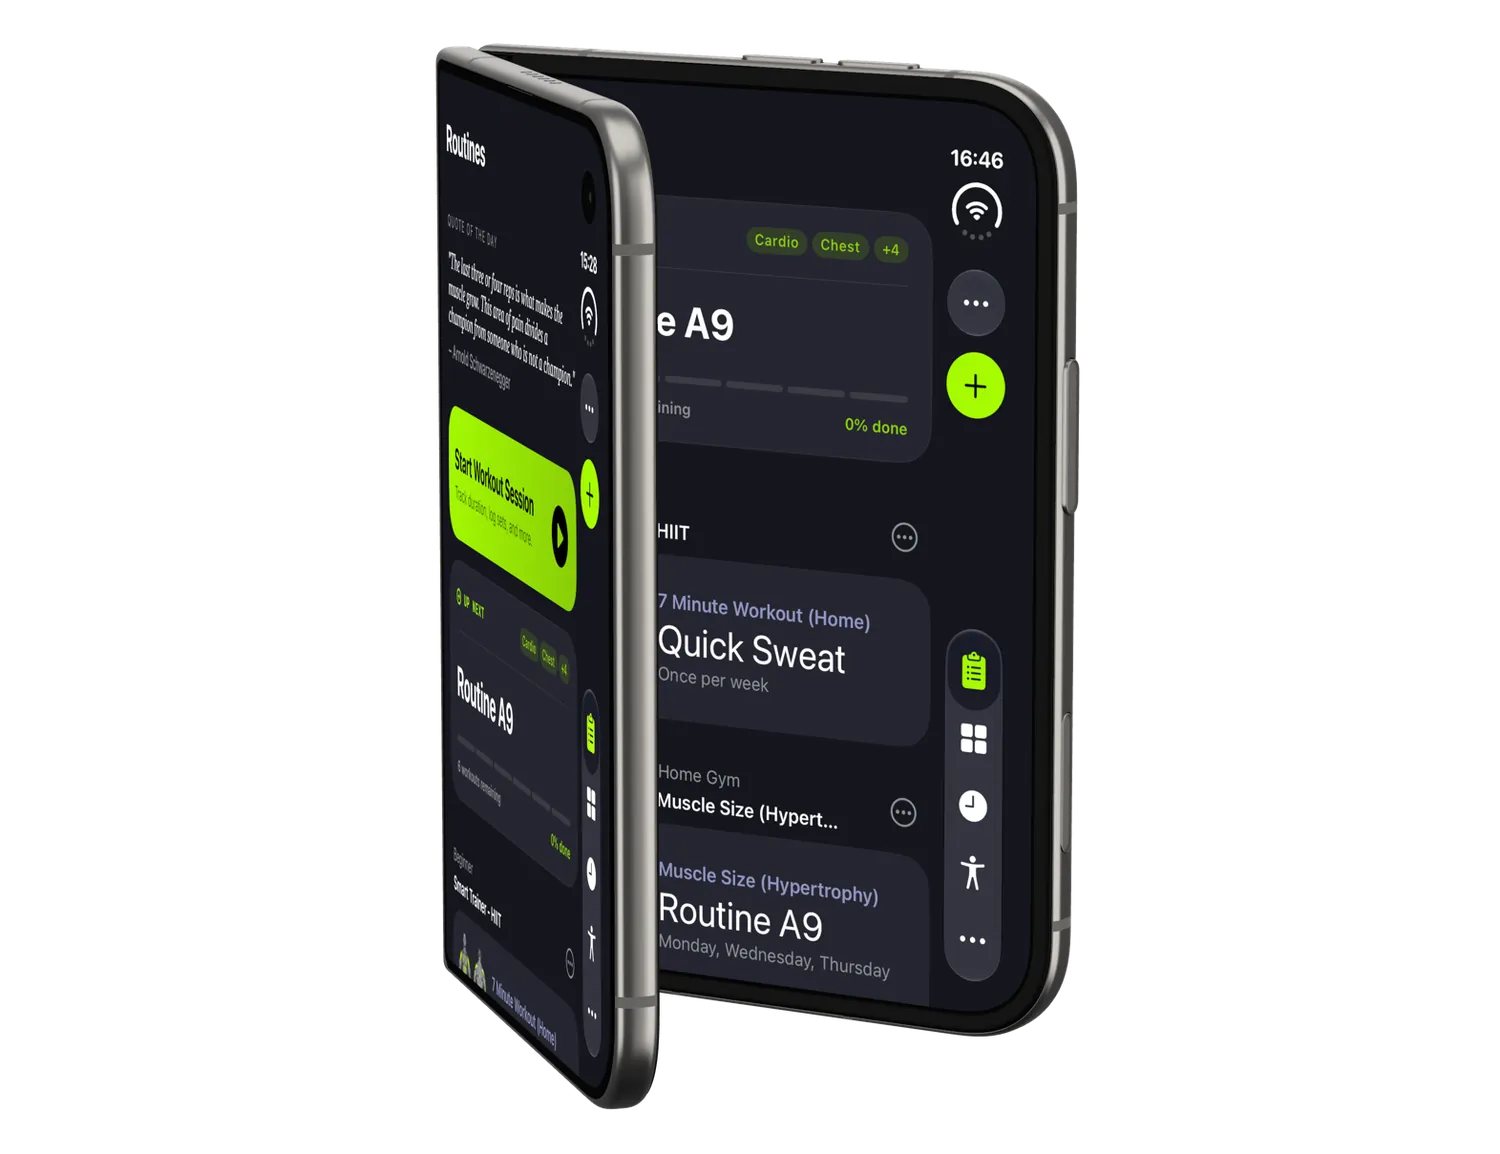 Routines
QUOTE OF THE DAY
"The last three or four reps is what makes the
muscle grow. This area of pain divides a
champion from someone who is not a champion."
– Arnold Schwarzenegger
15:28
Start Workout Session
Track duration, log sets, and more.
UP NEXT
Cardio Chest +4
Routine A9
6 workouts remaining
0% done
Beginner
Smart Trainer - HIIT
7 Minute Workout (Home)
16:46
Cardio Chest +4
e A9
ining
0% done
HIIT
7 Minute Workout (Home)
Quick Sweat
Once per week
Home Gym
Muscle Size (Hypert...
Muscle Size (Hypertrophy)
Routine A9
Monday, Wednesday, Thursday